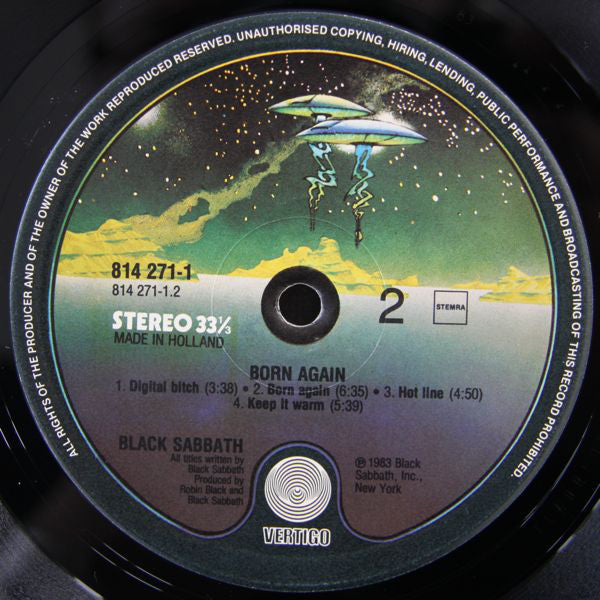 ALL RIGHTS OF THE PRODUCER AND OF THE OWNER OF THE WORK REPRODUCED RESERVED. UNAUTHORISED COPYING, HIRING, LENDING, PUBLIC PERFORMANCE AND BROADCASTING OF THIS RECORD PROHIBITED.
814 271-1
814 271-1.2
STEREO 33⅓
MADE IN HOLLAND
2
STEMRA
BORN AGAIN
1. Digital bitch (3:38) • 2. Born again (6:35) • 3. Hot line (4:50)
4. Keep it warm (5:39)
BLACK SABBATH
All titles written by
Black Sabbath
Produced by
Robin Black and
Black Sabbath
℗ 1983 Black
Sabbath, Inc.,
New York
VERTIGO